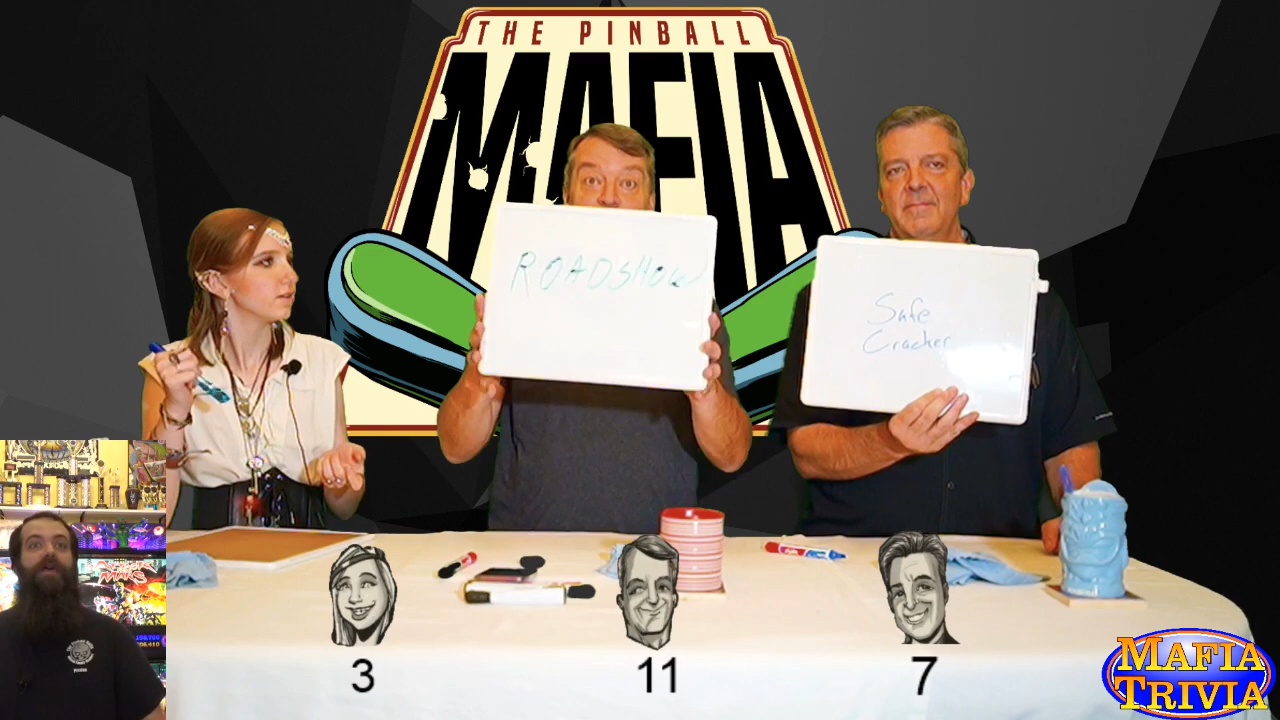 THE PINBALL
MAFIA
ROADSHOW
Safe
Cracker
3
11
7
MAFIA
TRIVIA